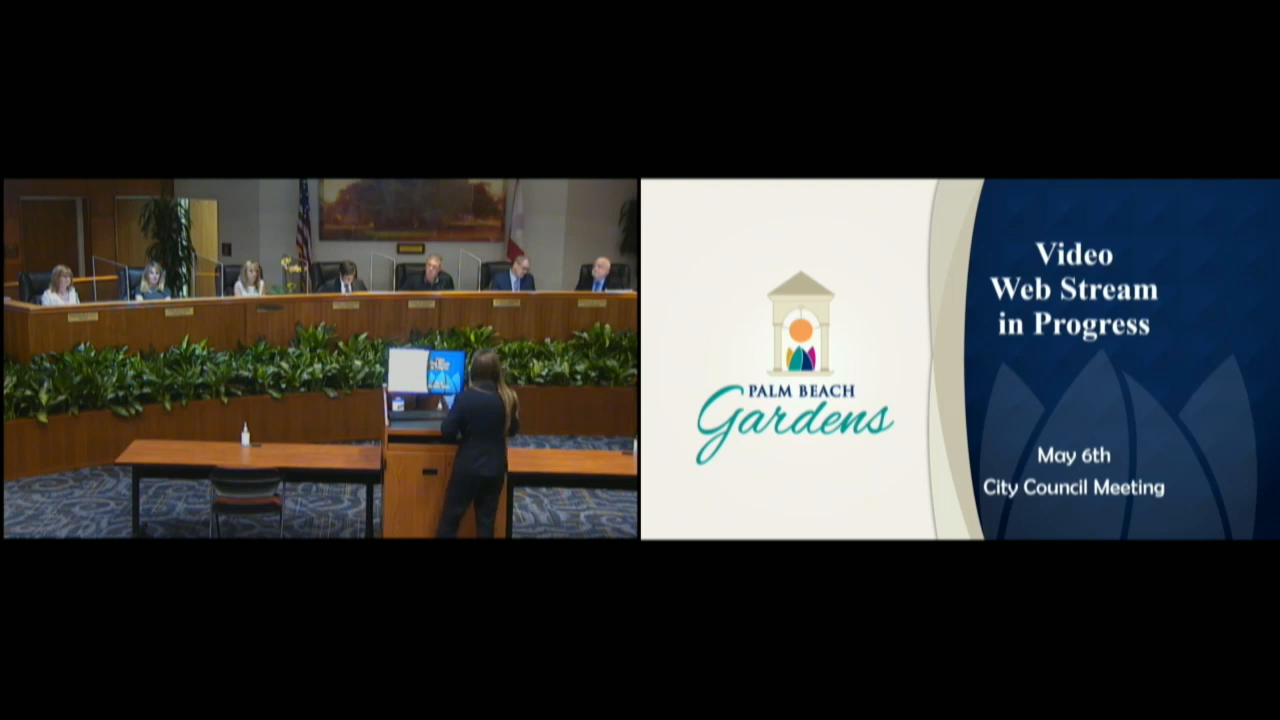 PALM BEACH
Gardens
Video
Web Stream
in Progress
May 6th
City Council Meeting